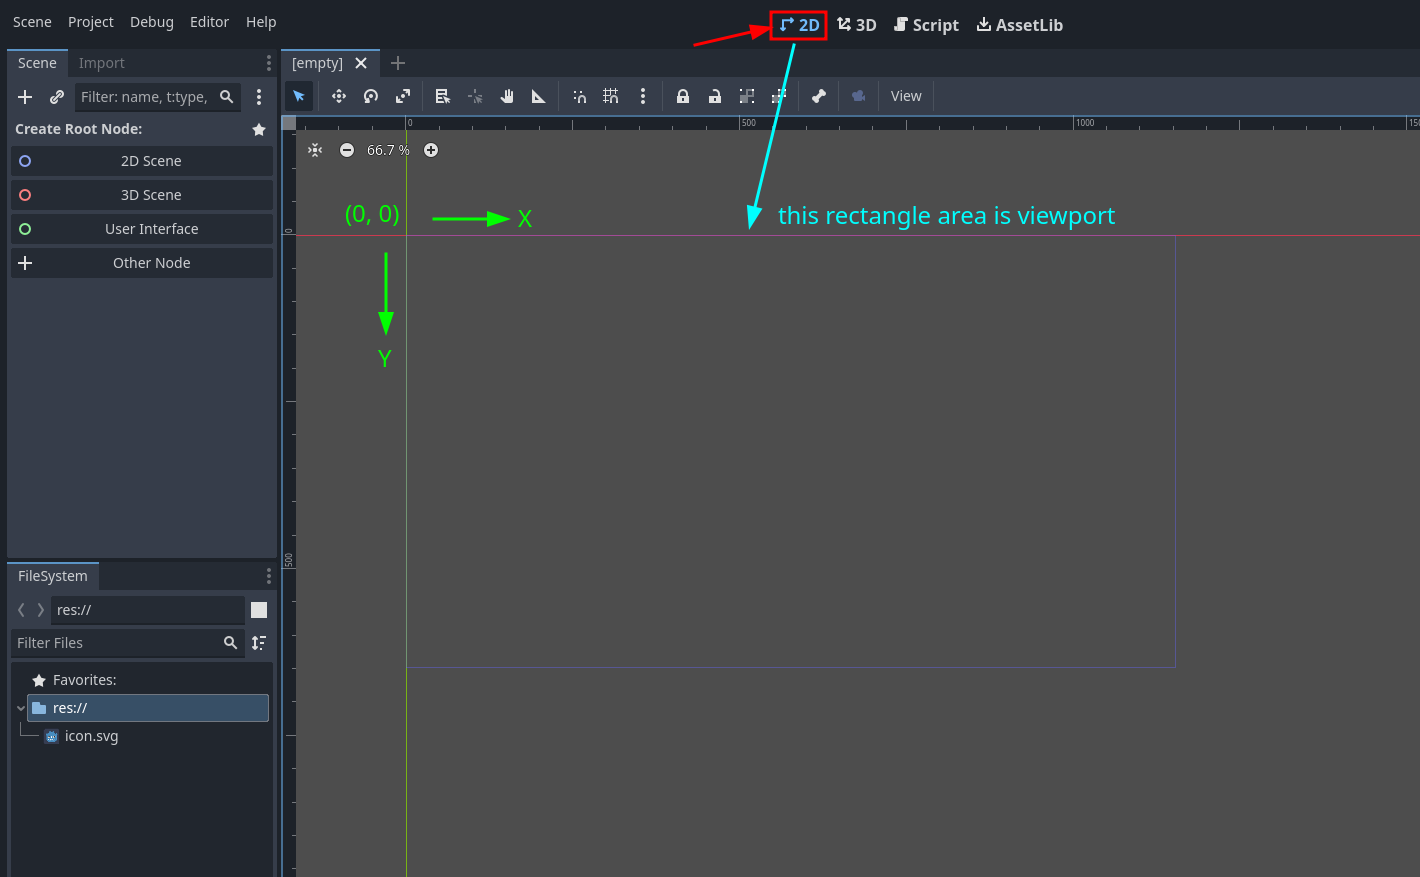 Scene Project Debug Editor Help
2D 3D Script AssetLib
Scene Import
[empty]
Filter: name, t:type,
View
Create Root Node:
0 500 1000
66.7 %
2D Scene
3D Scene
User Interface
Other Node
(0, 0)
X
this rectangle area is viewport
0
Y
500
FileSystem
res://
Filter Files
Favorites:
res://
icon.svg